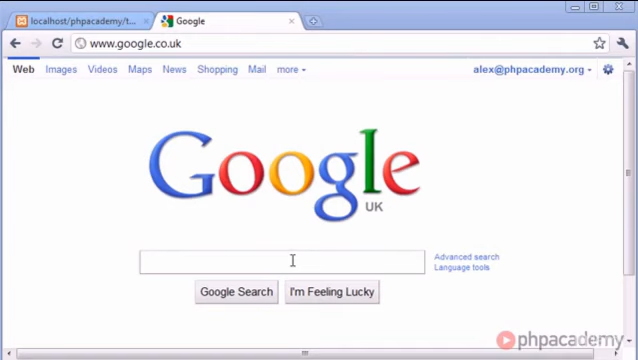 localhost/phpacademy/t...
Google
www.google.co.uk
Web Images Videos Maps News Shopping Mail more
alex@phpacademy.org
Google
UK
Advanced search
Language tools
Google Search
I'm Feeling Lucky
phpacademy